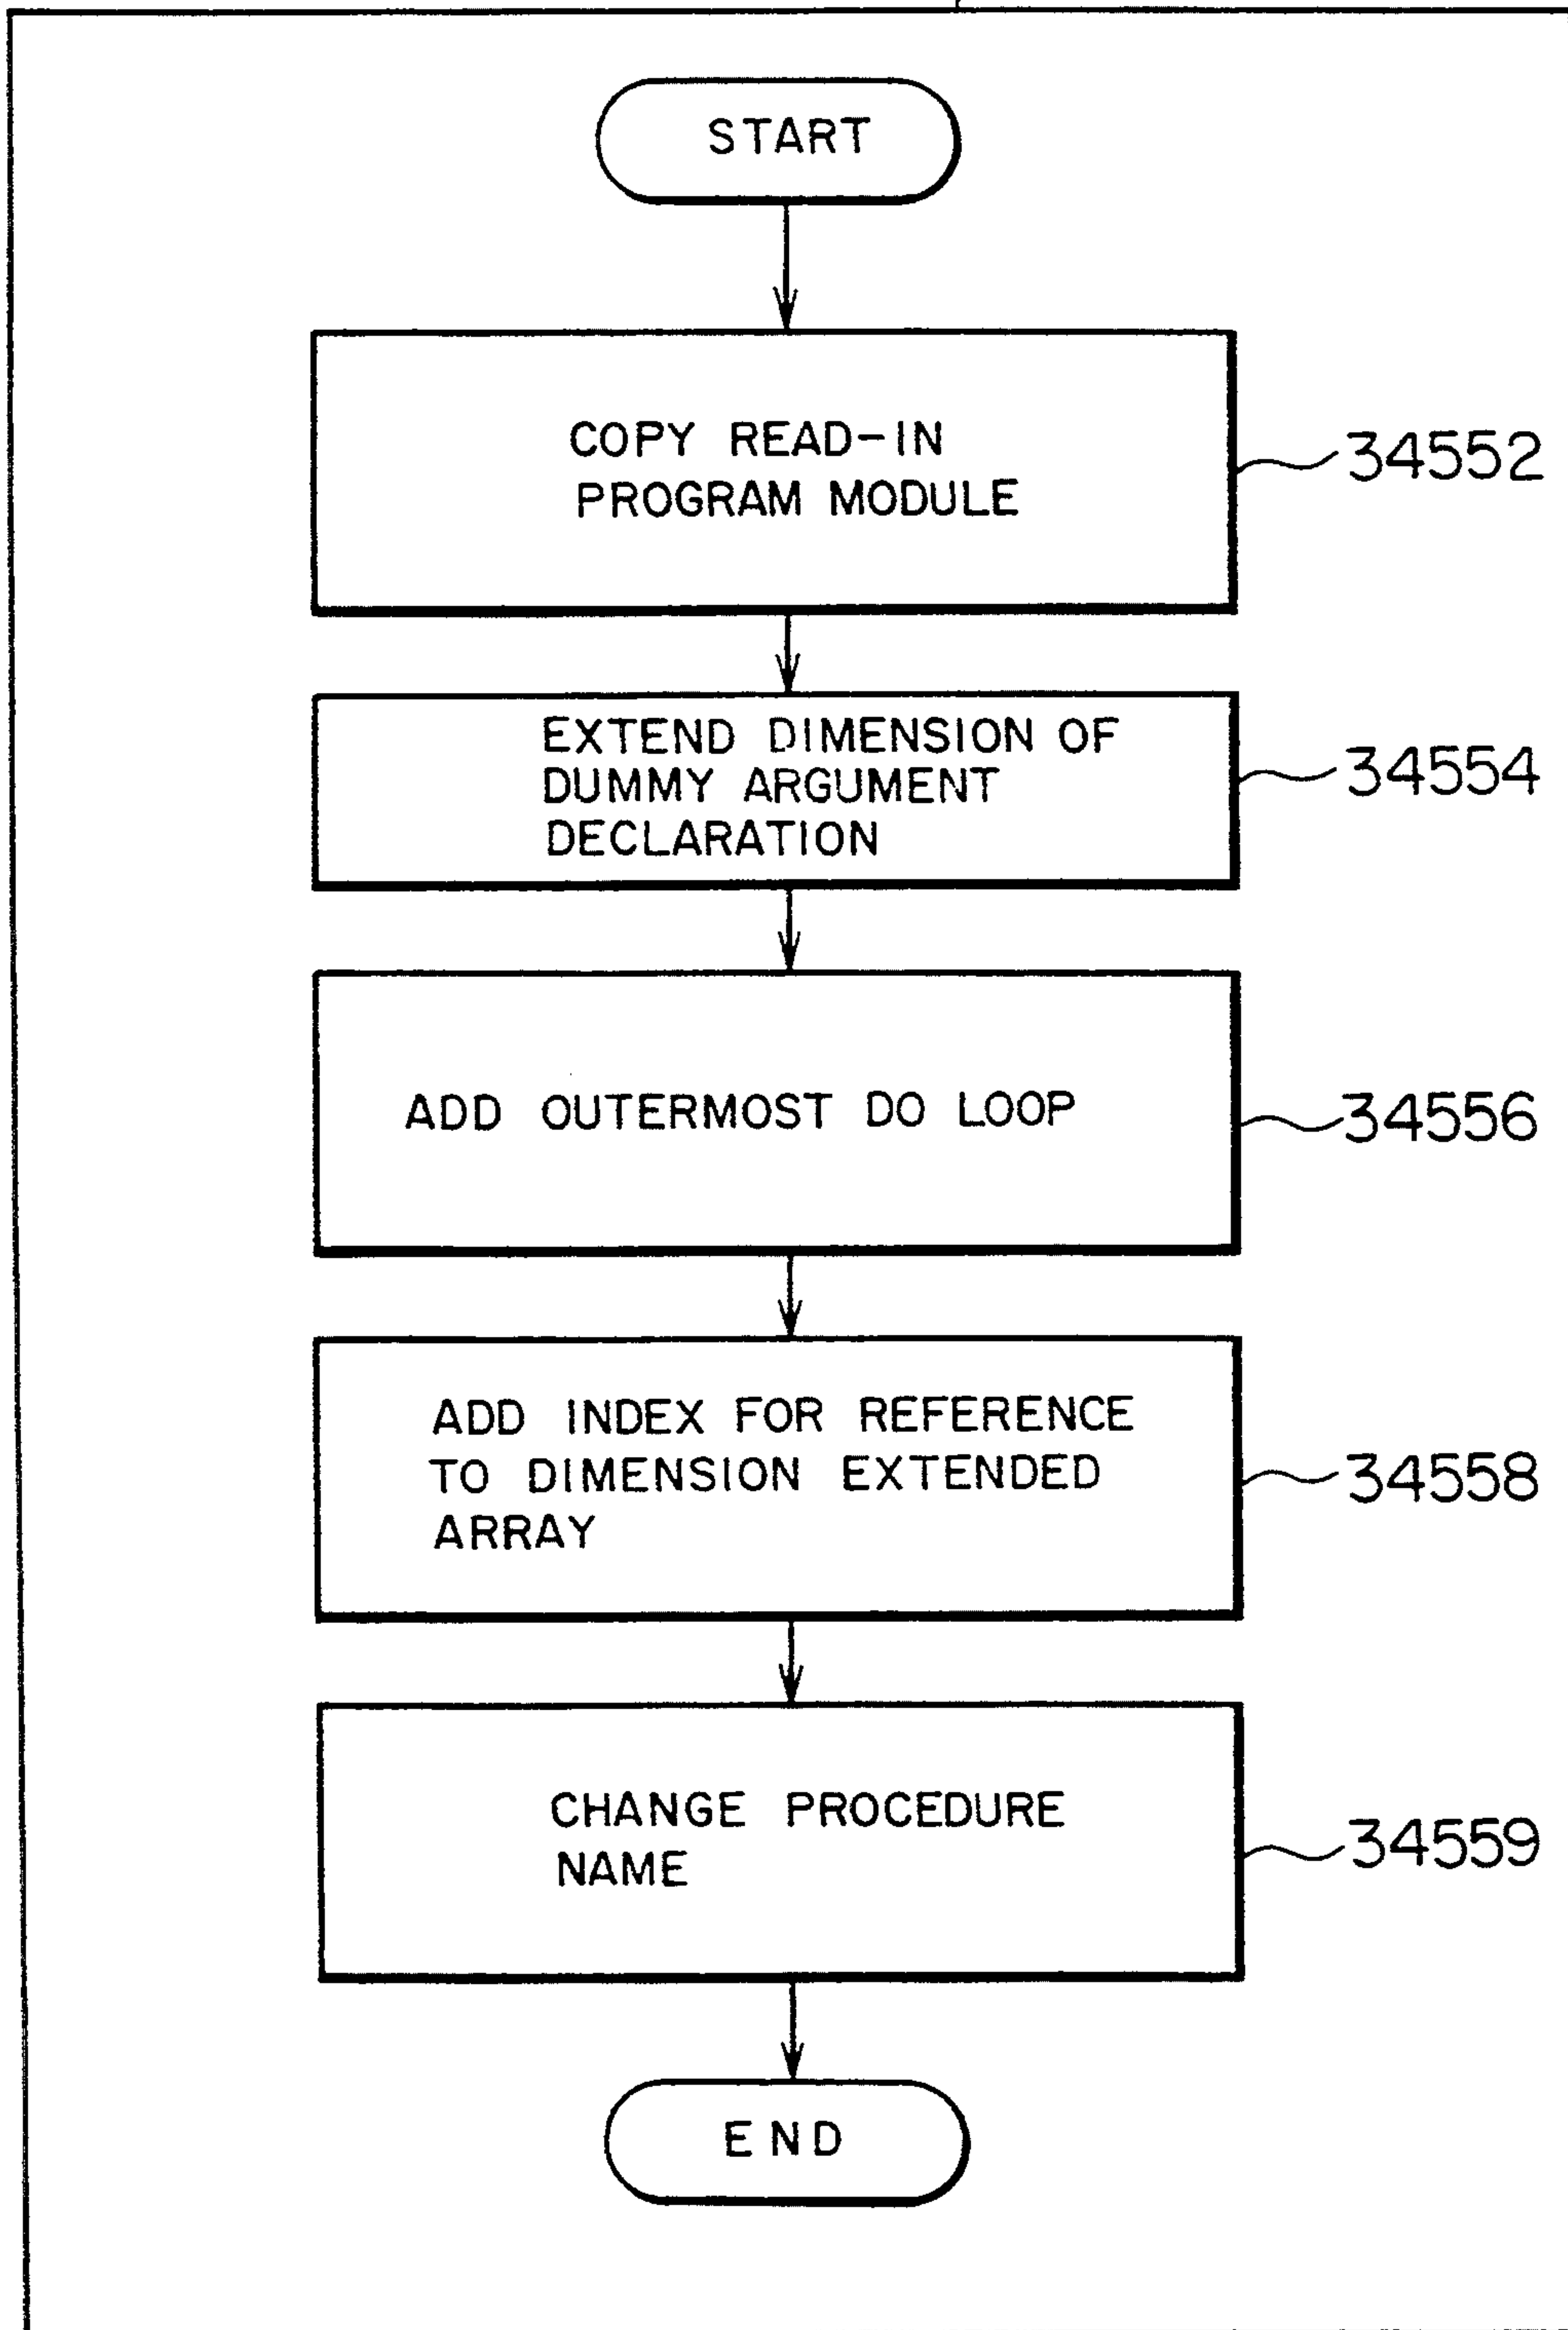 START
COPY READ-IN
PROGRAM MODULE
34552
EXTEND DIMENSION OF
DUMMY ARGUMENT
DECLARATION
34554
ADD OUTERMOST DO LOOP
34556
ADD INDEX FOR REFERENCE
TO DIMENSION EXTENDED
ARRAY
34558
CHANGE PROCEDURE
NAME
34559
END